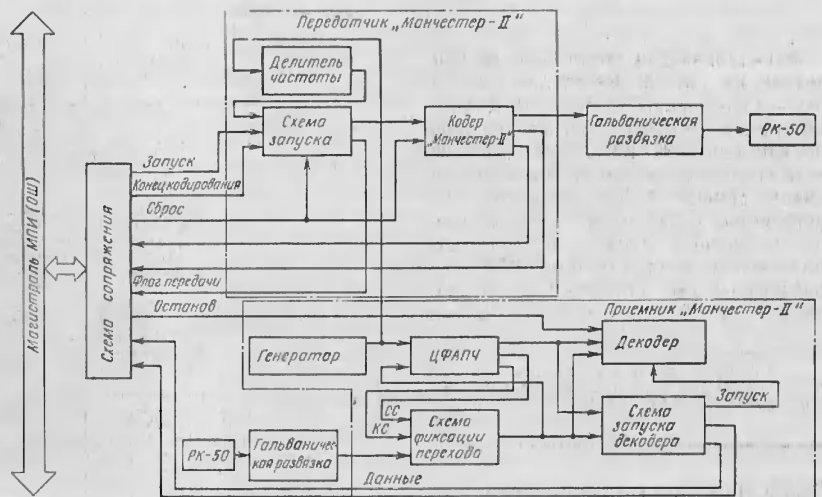 Передатчик „Манчестер-II"
Делитель
частоты
Схема
запуска
Кодер
„Манчестер-II"
Гальваническая
развязка
РК-50
Запуск
Конец кодирования
Сброс
Флаг передачи
Останов
Магистраль МПИ (ОШ)
Схема сопряжения
Приемник „Манчестер-II"
Генератор
ЦФАПЧ
Декодер
Запуск
СС
КС
Схема
фиксации
перехода
Схема
запуска
декодера
РК-50
Гальваничес-
кая развязка
Данные